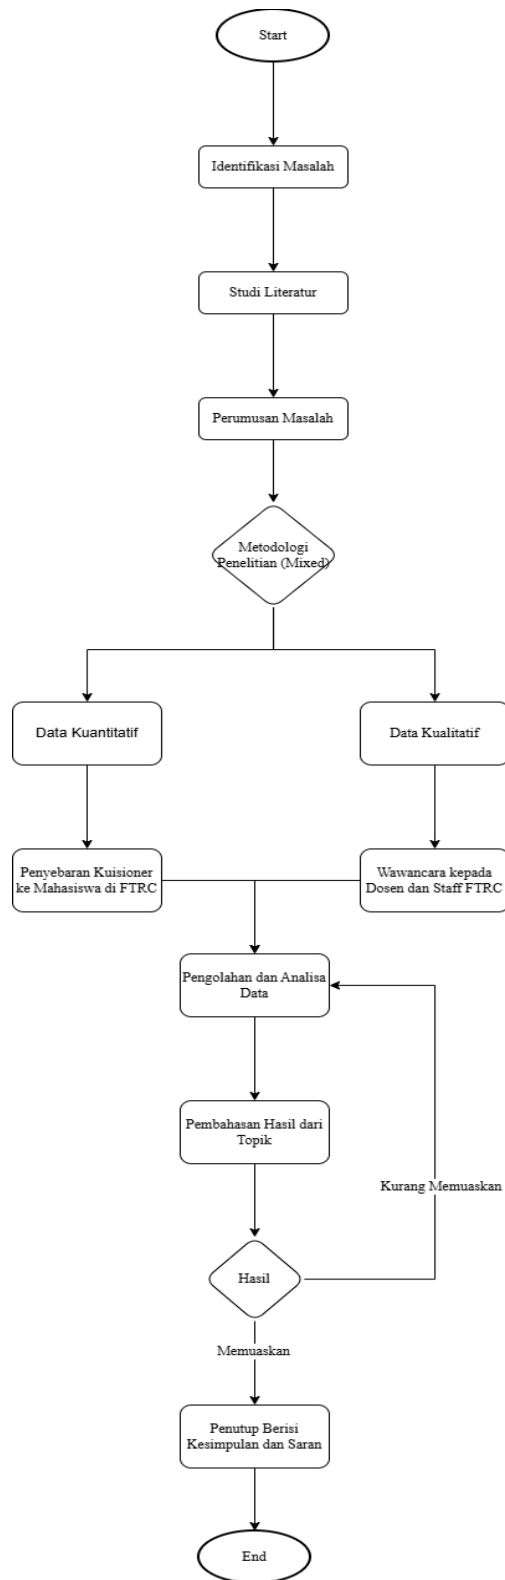 Start
Identifikasi Masalah
Studi Literatur
Perumusan Masalah
Metodologi
Penelitian (Mixed)
Data Kuantitatif
Data Kualitatif
Penyebaran Kuisioner
ke Mahasiswa di FTRC
Wawancara kepada
Dosen dan Staff FTRC
Pengolahan dan Analisa
Data
Pembahasan Hasil dari
Topik
Kurang Memuaskan
Hasil
Memuaskan
Penutup Berisi
Kesimpulan dan Saran
End